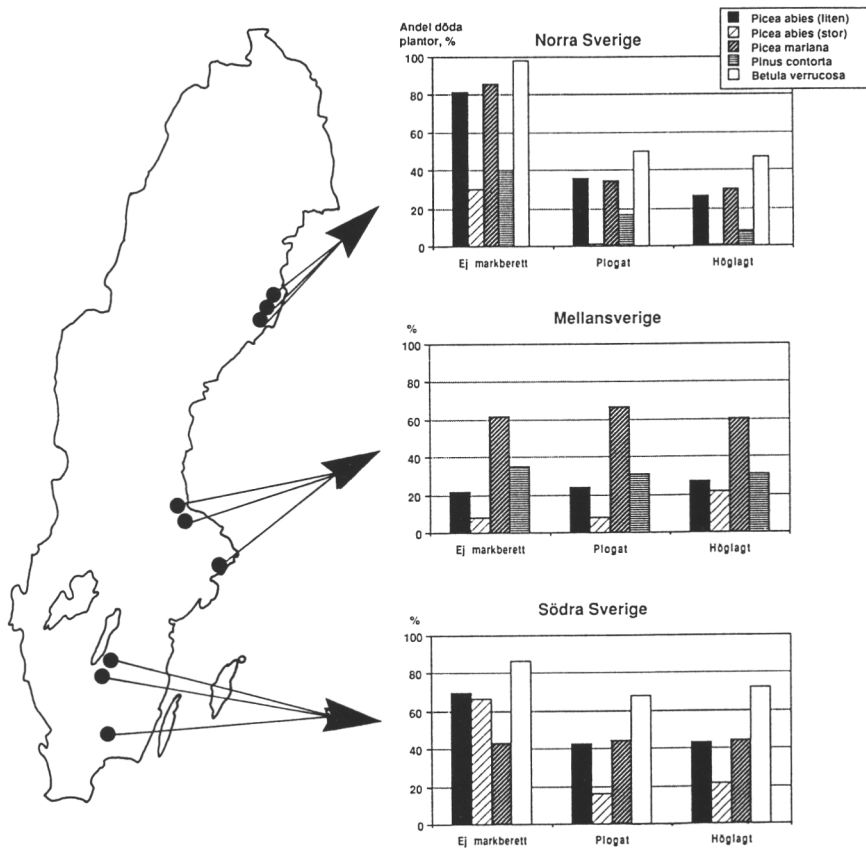 Andel döda
plantor, %
Norra Sverige
Picea abies (liten)
Picea abies (stor)
Picea mariana
Pinus contorta
Betula verrucosa
100
80
60
40
20
0
Ej markberett
Plogat
Höglagt
%
Mellansverige
100
80
60
40
20
0
Ej markberett
Plogat
Höglagt
%
Södra Sverige
100
80
60
40
20
0
Ej markberett
Plogat
Höglagt